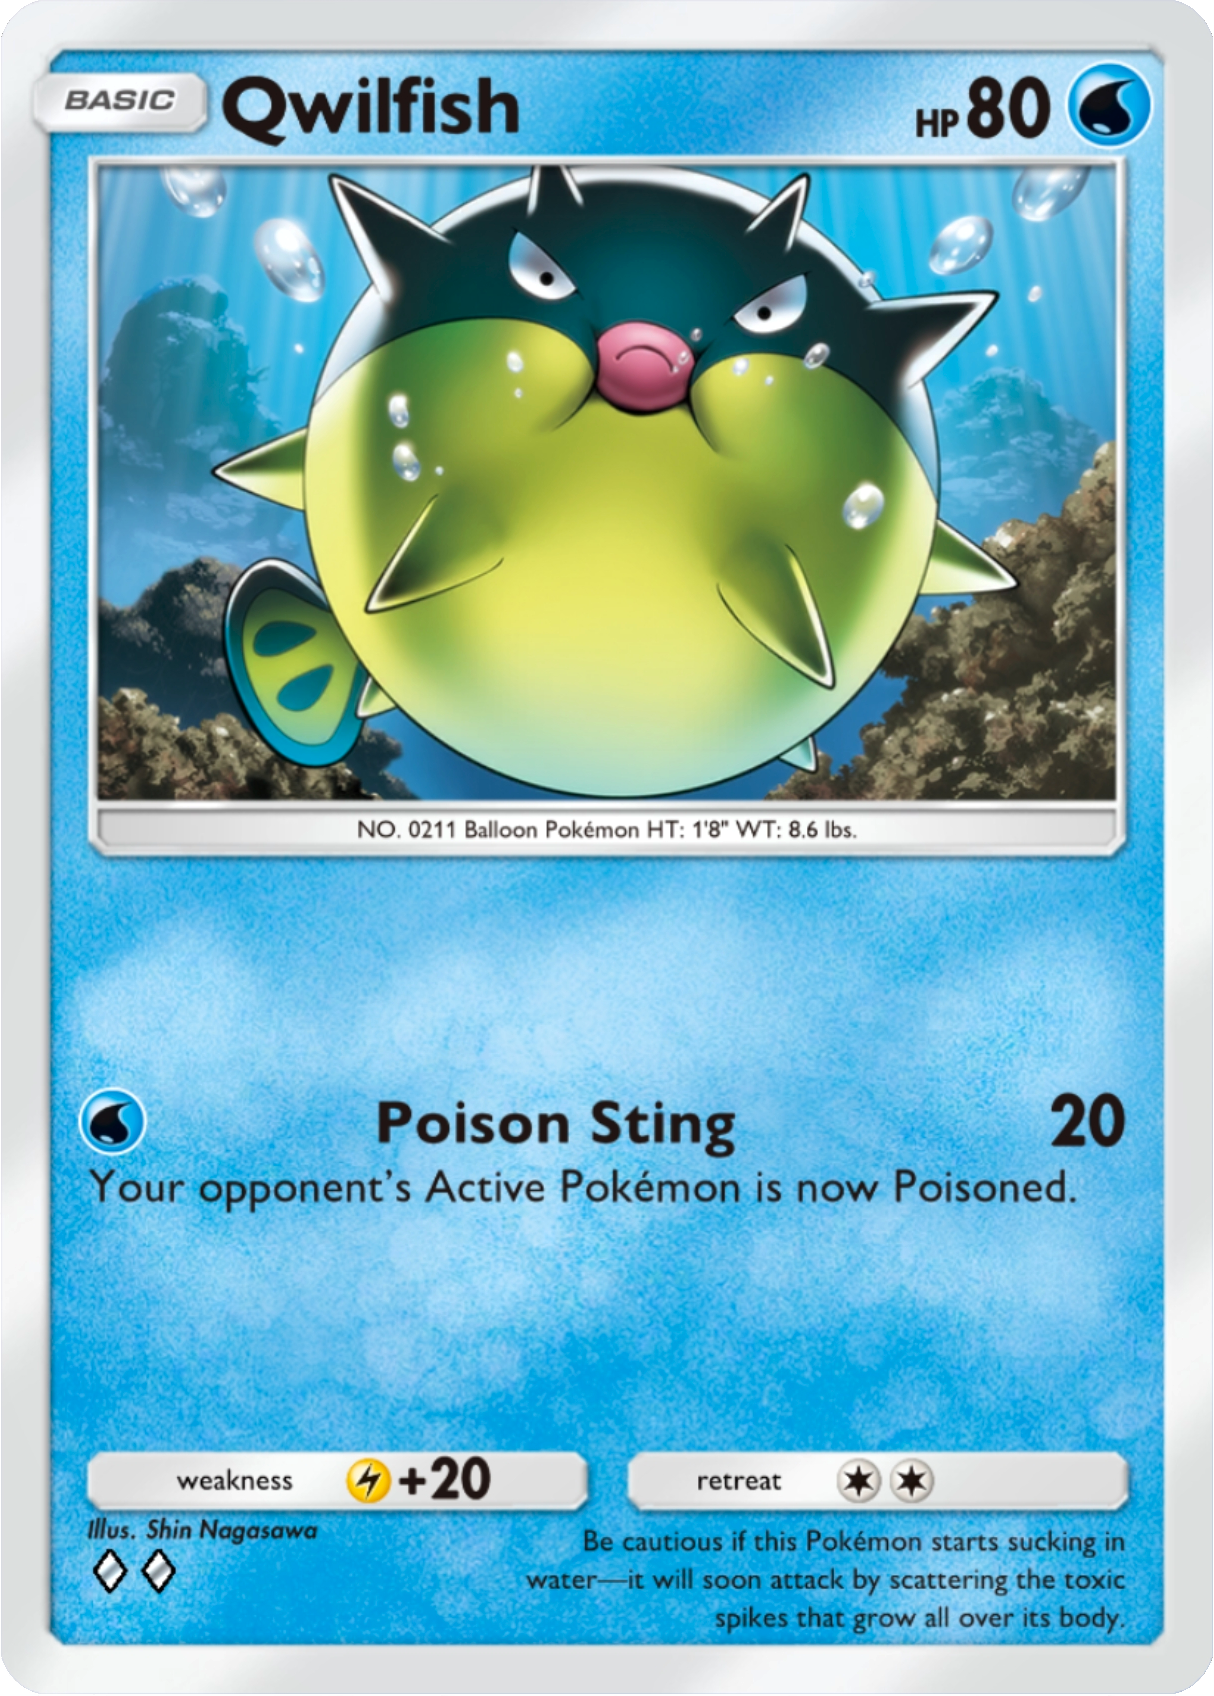 BASIC Qwilfish HP 80
NO. 0211 Balloon Pokémon HT: 1'8" WT: 8.6 lbs.
Poison Sting 20
Your opponent's Active Pokémon is now Poisoned.
weakness +20 retreat
Illus. Shin Nagasawa
Be cautious if this Pokémon starts sucking in
water—it will soon attack by scattering the toxic
spikes that grow all over its body.